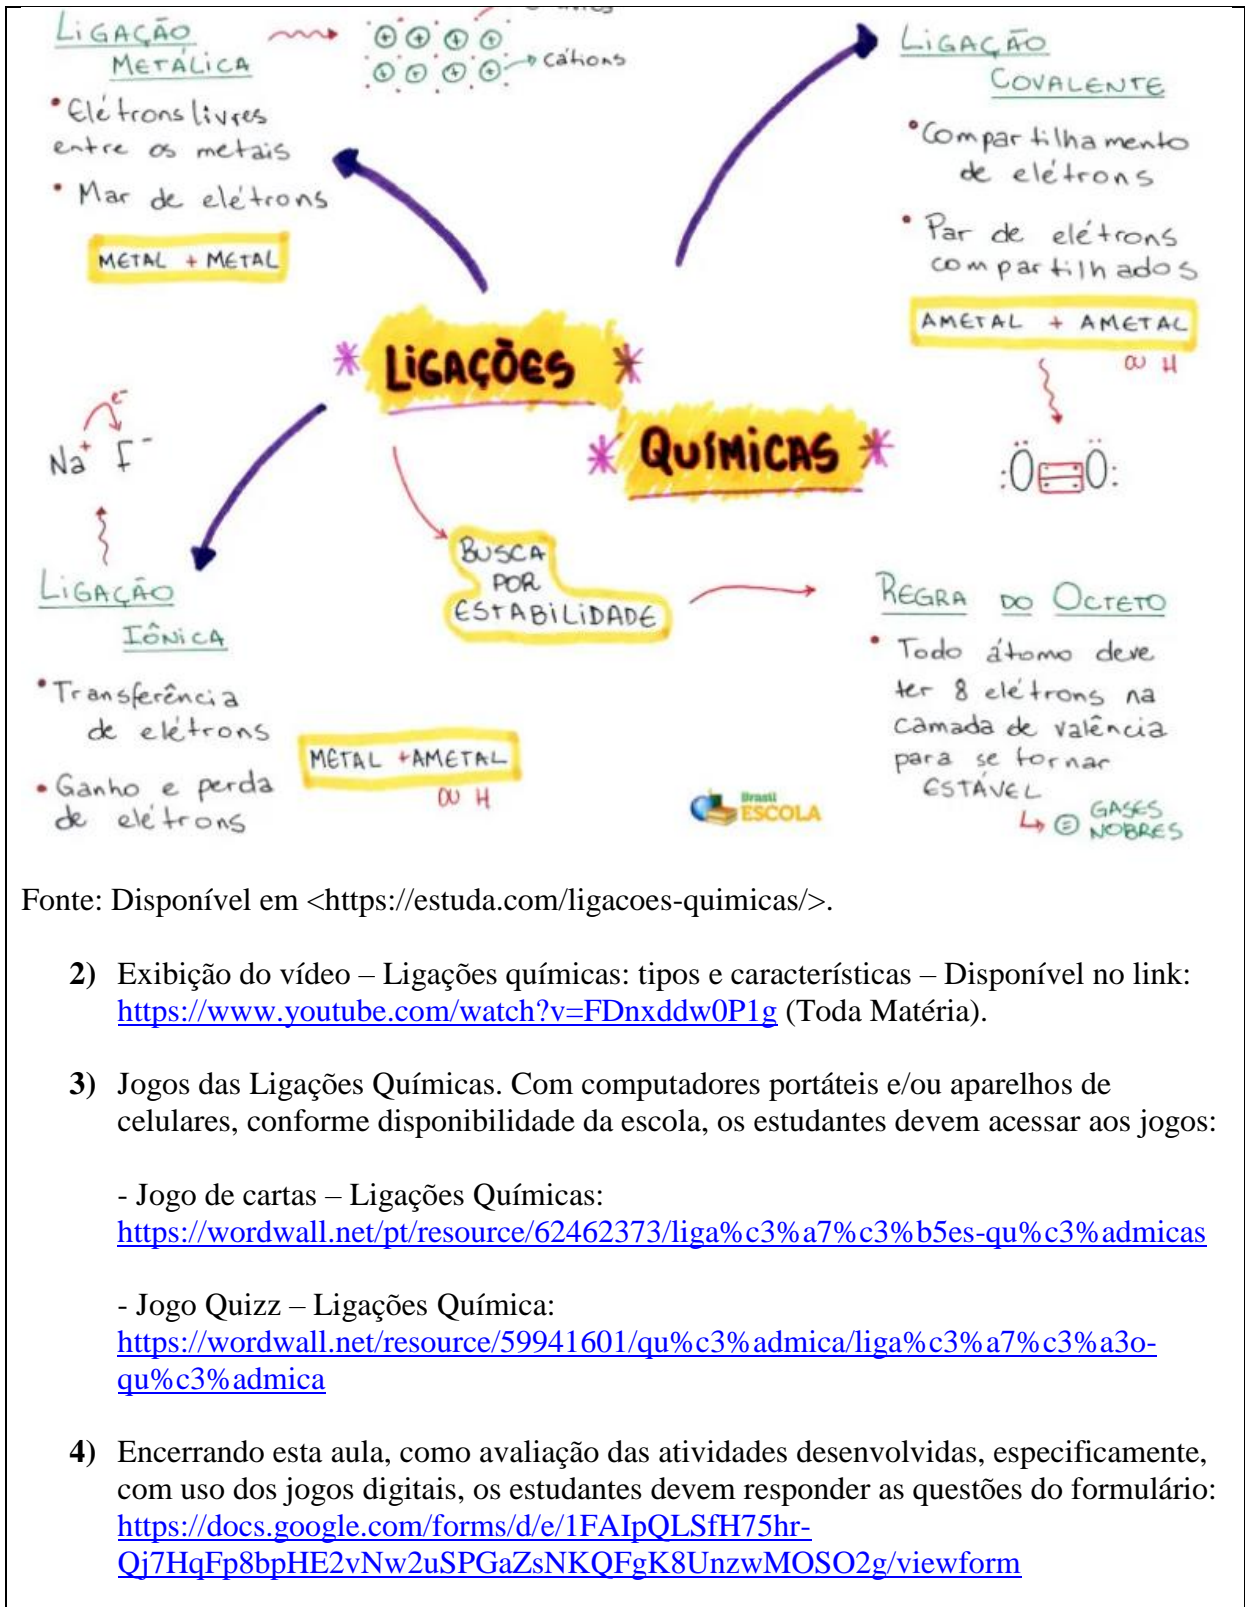 LIGAÇÃO
METÁLICA
cátions
• Elétrons livres
entre os metais
• Mar de elétrons
METAL + METAL
LIGAÇÃO
COVALENTE
• Compartilhamento
de elétrons
• Par de elétrons
compartilhados
AMETAL + AMETAL
OU H
:Ö Ö:
LIGAÇÕES
QUÍMICAS
e-
Na+ F-
BUSCA
POR
ESTABILIDADE
LIGAÇÃO
IÔNICA
• Transferência
de elétrons
• Ganho e perda
de elétrons
METAL + AMETAL
OU H
REGRA DO OCTETO
• Todo átomo deve
ter 8 elétrons na
camada de valência
para se tornar
ESTÁVEL
GASES
NOBRES
Brasil
ESCOLA
Fonte: Disponível em <https://estuda.com/ligacoes-quimicas/>.
2) Exibição do vídeo – Ligações químicas: tipos e características – Disponível no link:
https://www.youtube.com/watch?v=FDnxddw0P1g (Toda Matéria).
3) Jogos das Ligações Químicas. Com computadores portáteis e/ou aparelhos de
celulares, conforme disponibilidade da escola, os estudantes devem acessar aos jogos:
- Jogo de cartas – Ligações Químicas:
https://wordwall.net/pt/resource/62462373/liga%c3%a7%c3%b5es-qu%c3%admicas
- Jogo Quizz – Ligações Química:
https://wordwall.net/resource/59941601/qu%c3%admica/liga%c3%a7%c3%a3o-
qu%c3%admica
4) Encerrando esta aula, como avaliação das atividades desenvolvidas, especificamente,
com uso dos jogos digitais, os estudantes devem responder as questões do formulário:
https://docs.google.com/forms/d/e/1FAIpQLSfH75hr-
Qj7HqFp8bpHE2vNw2uSPGaZsNKQFgK8UnzwMOSO2g/viewform